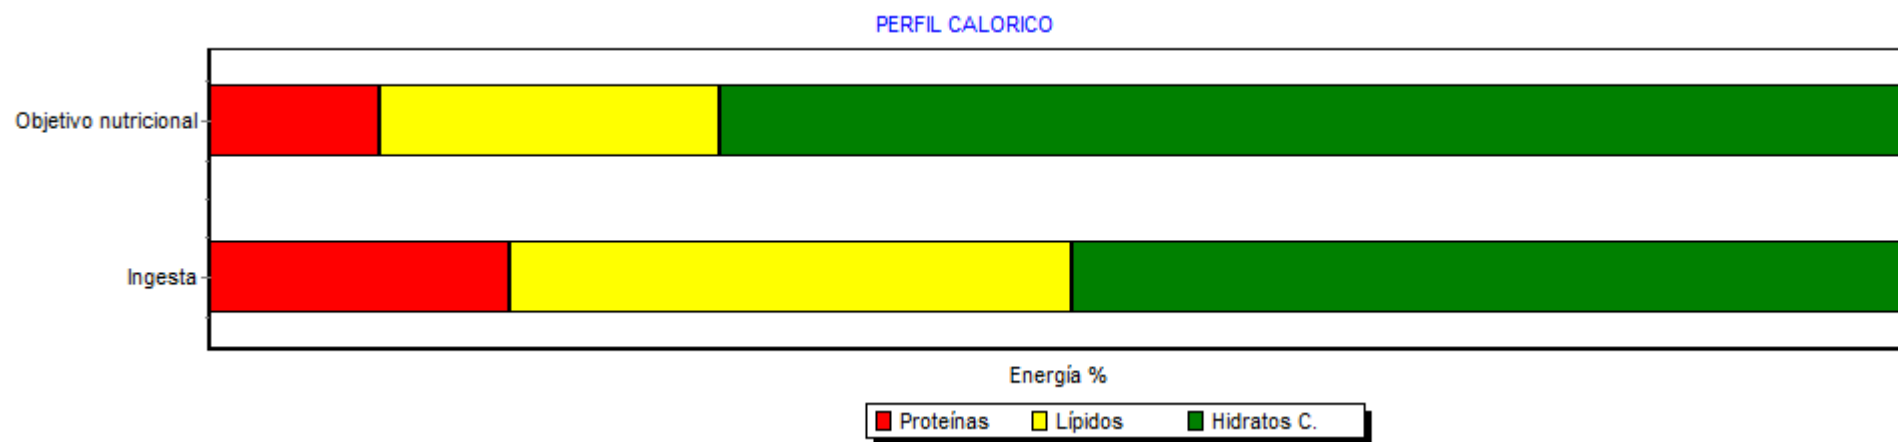 PERFIL CALORICO
Objetivo nutricional
Ingesta
Energía %
Proteínas Lípidos Hidratos C.